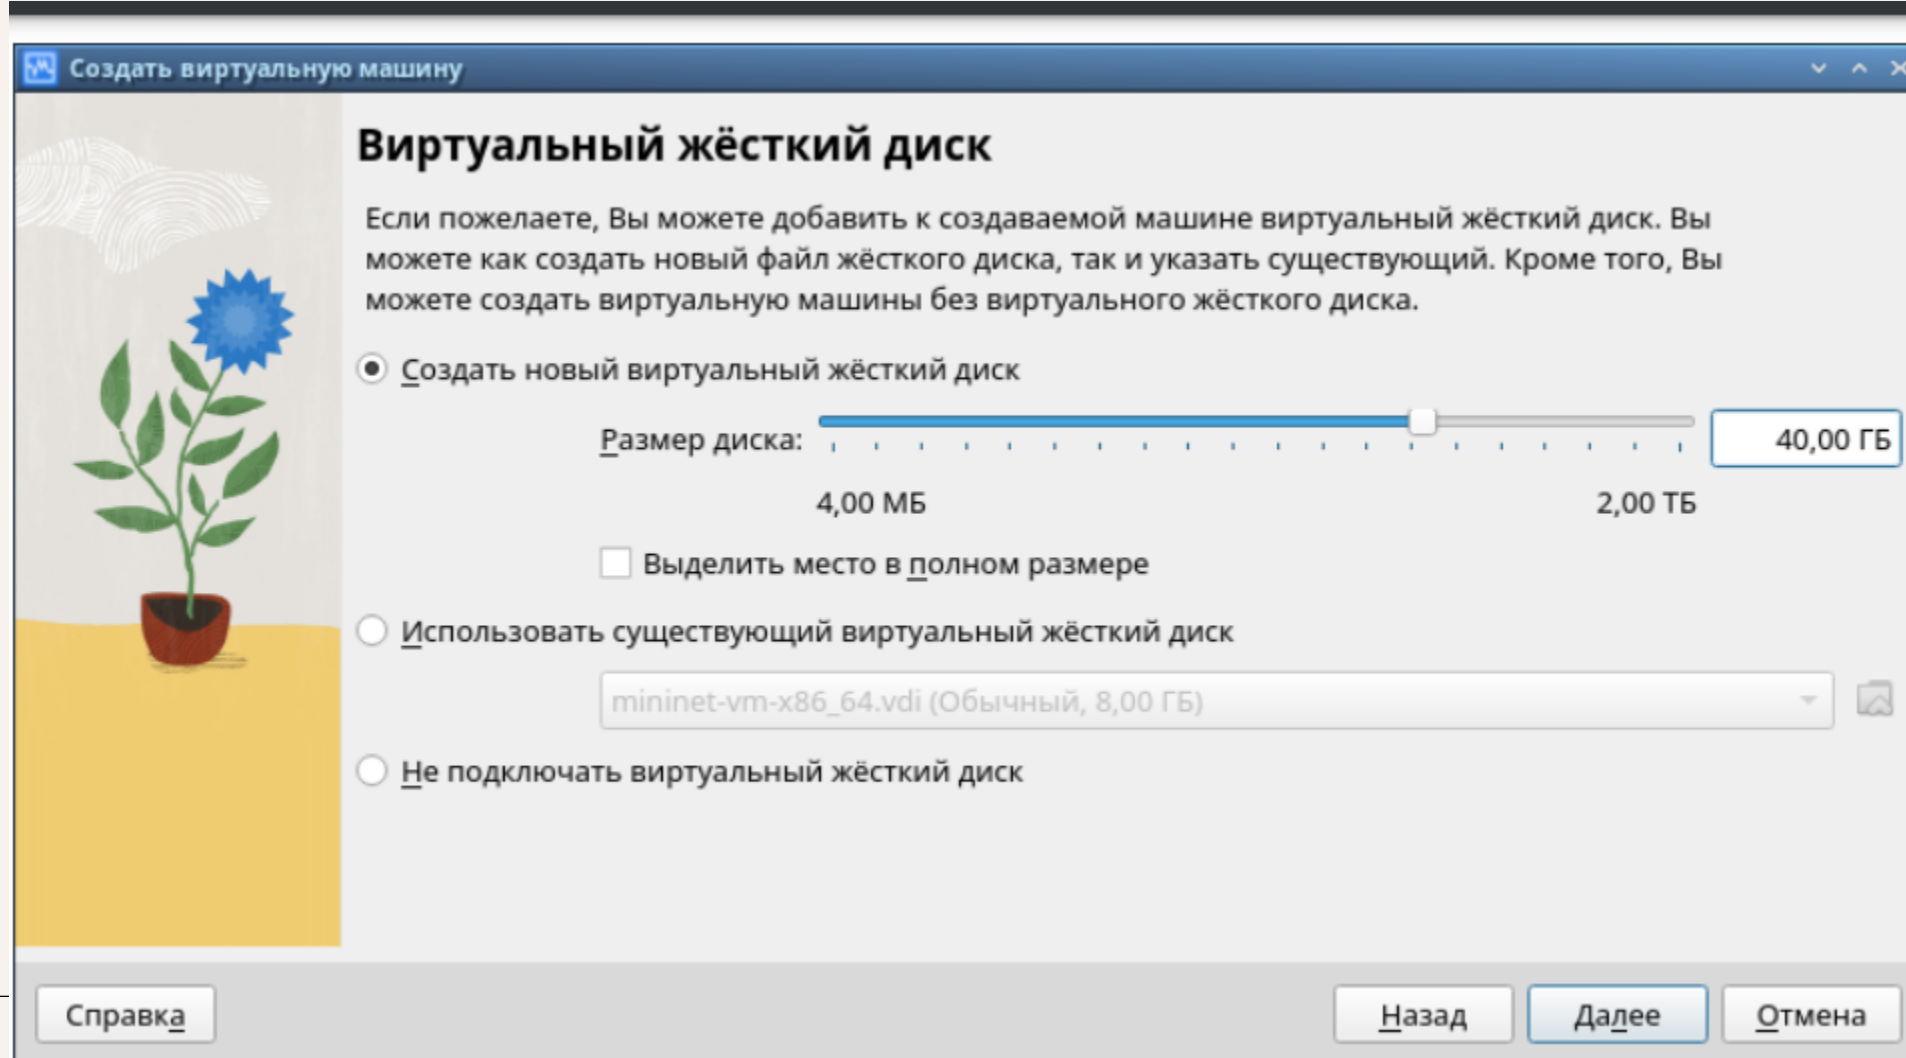 Создать виртуальную машину
Виртуальный жёсткий диск
Если пожелаете, Вы можете добавить к создаваемой машине виртуальный жёсткий диск. Вы
можете как создать новый файл жёсткого диска, так и указать существующий. Кроме того, Вы
можете создать виртуальную машины без виртуального жёсткого диска.
Создать новый виртуальный жёсткий диск
Размер диска: 40,00 ГБ
4,00 МБ 2,00 ТБ
Выделить место в полном размере
Использовать существующий виртуальный жёсткий диск
mininet-vm-x86_64.vdi (Обычный, 8,00 ГБ)
Не подключать виртуальный жёсткий диск
Справка Назад Далее Отмена